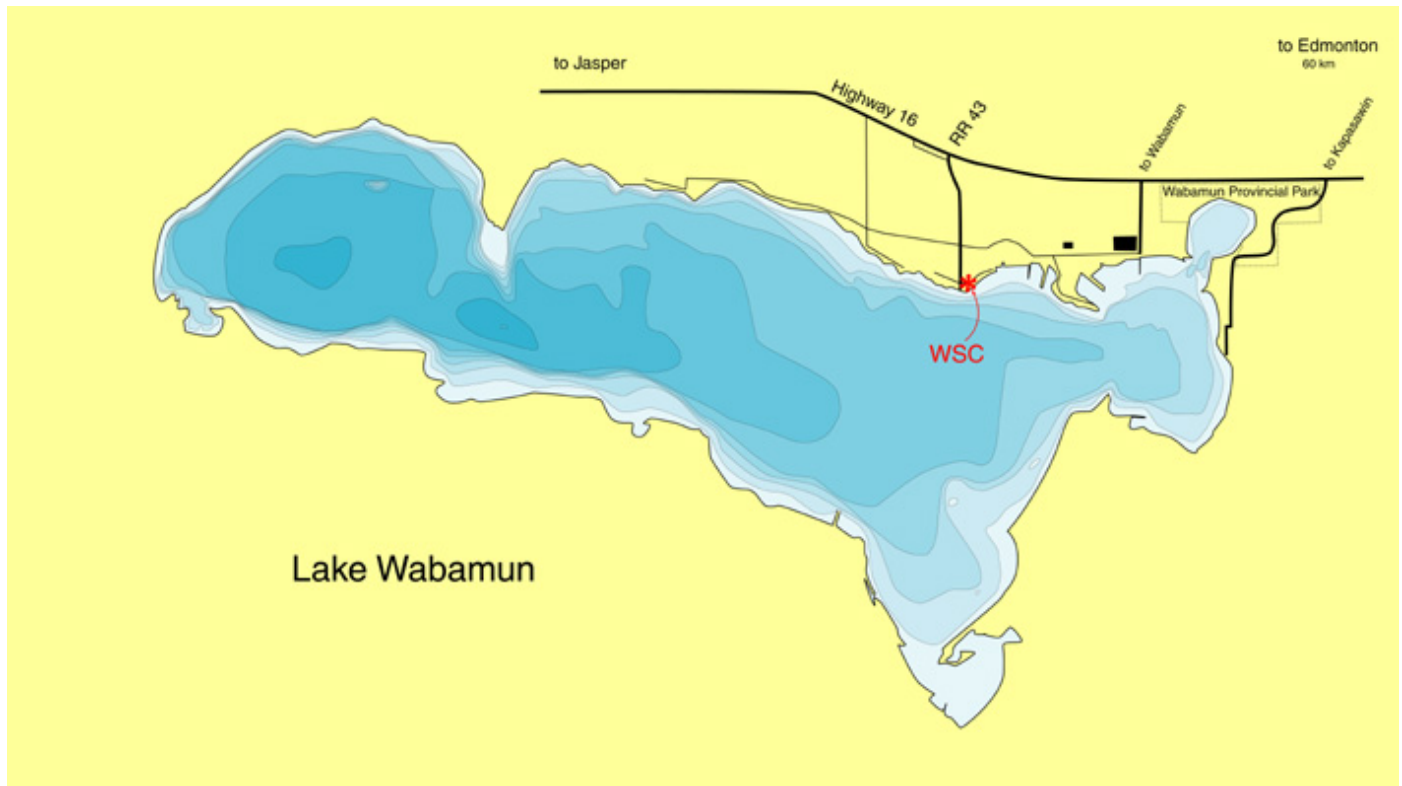 to Edmonton
60 km
to Jasper
Highway 16
RR 43
to Wabamun
to Kapasawin
Wabamun Provincial Park
WSC
Lake Wabamun